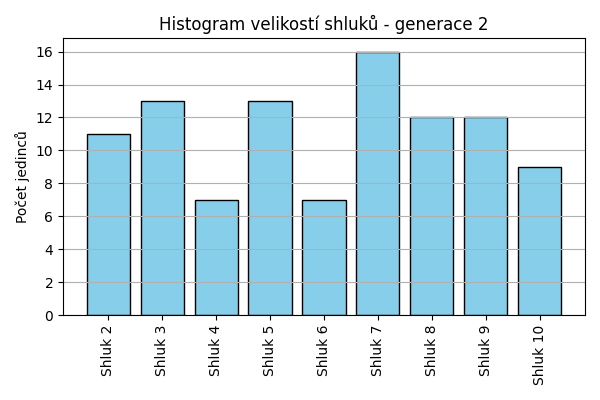 Histogram velikostí shluků - generace 2
Počet jedinců
16
14
12
10
8
6
4
2
0
Shluk 2
Shluk 3
Shluk 4
Shluk 5
Shluk 6
Shluk 7
Shluk 8
Shluk 9
Shluk 10